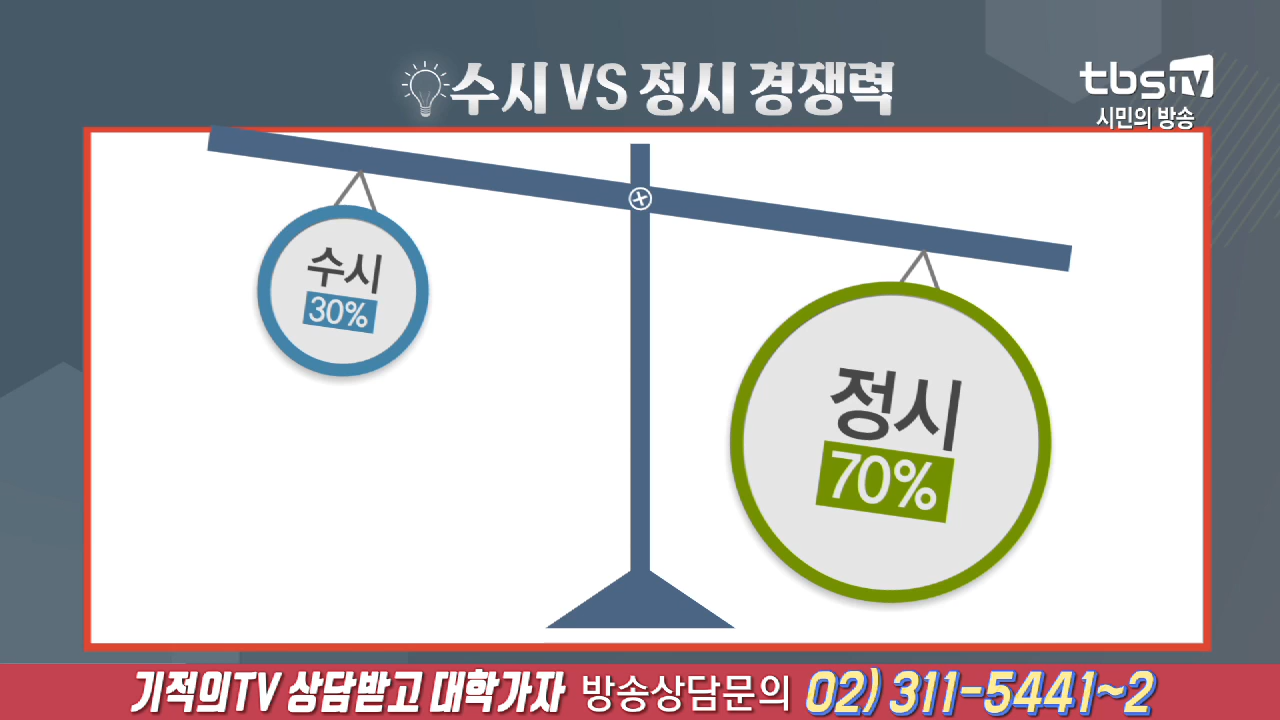 수시 VS 정시 경쟁력
tbsTV
시민의 방송
수시
30%
정시
70%
기적의TV 상담받고 대학가자 방송상담문의 02) 311-5441~2